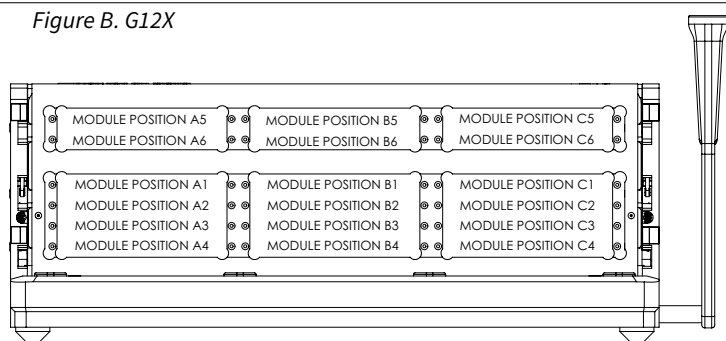 Figure B. G12X
MODULE POSITION A5 MODULE POSITION B5 MODULE POSITION C5
MODULE POSITION A6 MODULE POSITION B6 MODULE POSITION C6
MODULE POSITION A1 MODULE POSITION B1 MODULE POSITION C1
MODULE POSITION A2 MODULE POSITION B2 MODULE POSITION C2
MODULE POSITION A3 MODULE POSITION B3 MODULE POSITION C3
MODULE POSITION A4 MODULE POSITION B4 MODULE POSITION C4